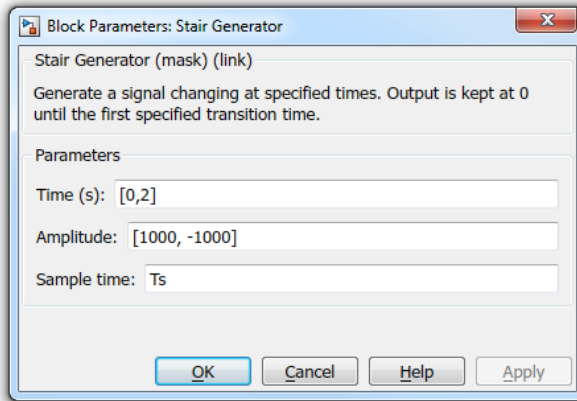 Block Parameters: Stair Generator
Stair Generator (mask) (link)
Generate a signal changing at specified times. Output is kept at 0
until the first specified transition time.
Parameters
Time (s): [0,2]
Amplitude: [1000, -1000]
Sample time: Ts
OK Cancel Help Apply